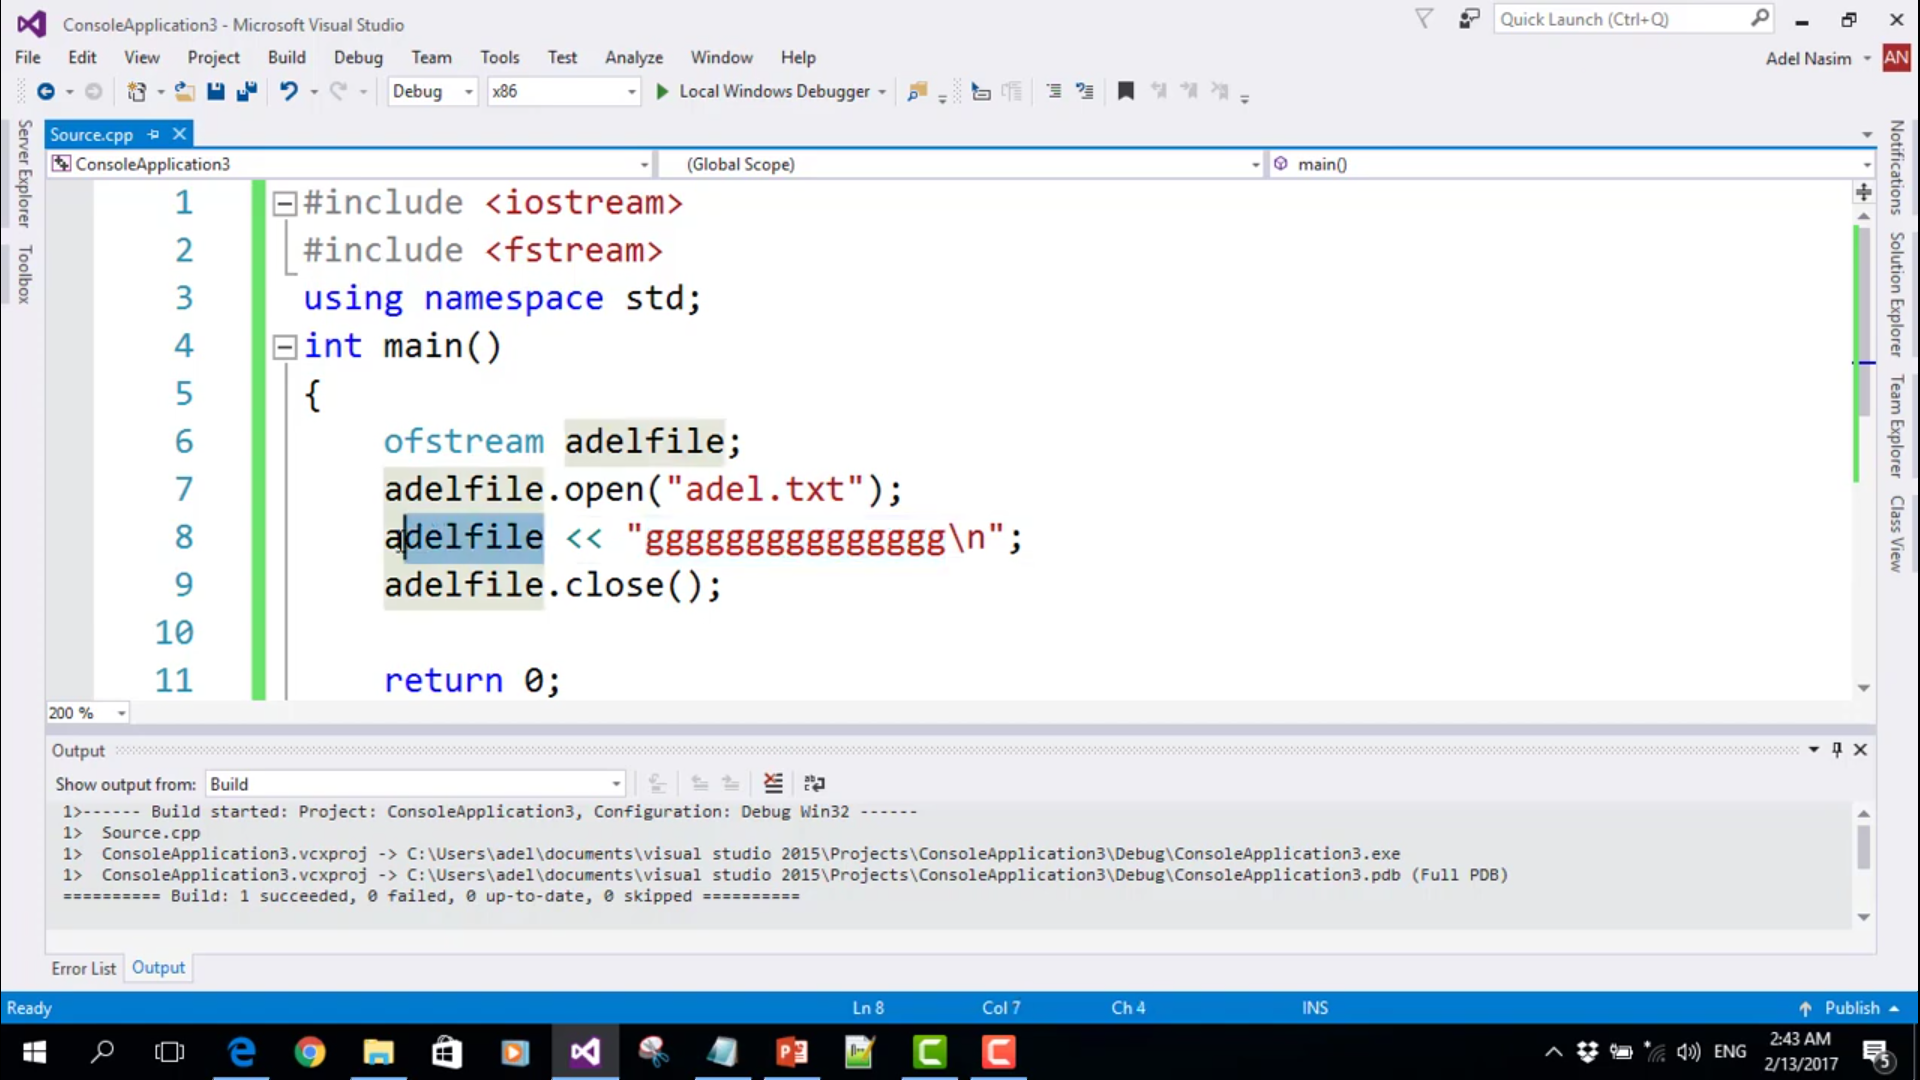 ConsoleApplication3 - Microsoft Visual Studio
Quick Launch (Ctrl+Q)
File Edit View Project Build Debug Team Tools Test Analyze Window Help
Adel Nasim AN
Debug x86 Local Windows Debugger
Server Explorer
Toolbox
Source.cpp
ConsoleApplication3 (Global Scope) main()
1 #include <iostream>
2 #include <fstream>
3 using namespace std;
4 int main()
5 {
6 ofstream adelfile;
7 adelfile.open("adel.txt");
8 adelfile << "ggggggggggggggg\n";
9 adelfile.close();
10
11 return 0;
200 %
Notifications
Solution Explorer
Team Explorer
Class View
Output
Show output from: Build
1>------ Build started: Project: ConsoleApplication3, Configuration: Debug Win32 ------
1> Source.cpp
1> ConsoleApplication3.vcxproj -> C:\Users\adel\documents\visual studio 2015\Projects\ConsoleApplication3\Debug\ConsoleApplication3.exe
1> ConsoleApplication3.vcxproj -> C:\Users\adel\documents\visual studio 2015\Projects\ConsoleApplication3\Debug\ConsoleApplication3.pdb (Full PDB)
========== Build: 1 succeeded, 0 failed, 0 up-to-date, 0 skipped ==========
Error List Output
Ready Ln 8 Col 7 Ch 4 INS Publish
ENG
2:43 AM
2/13/2017
5